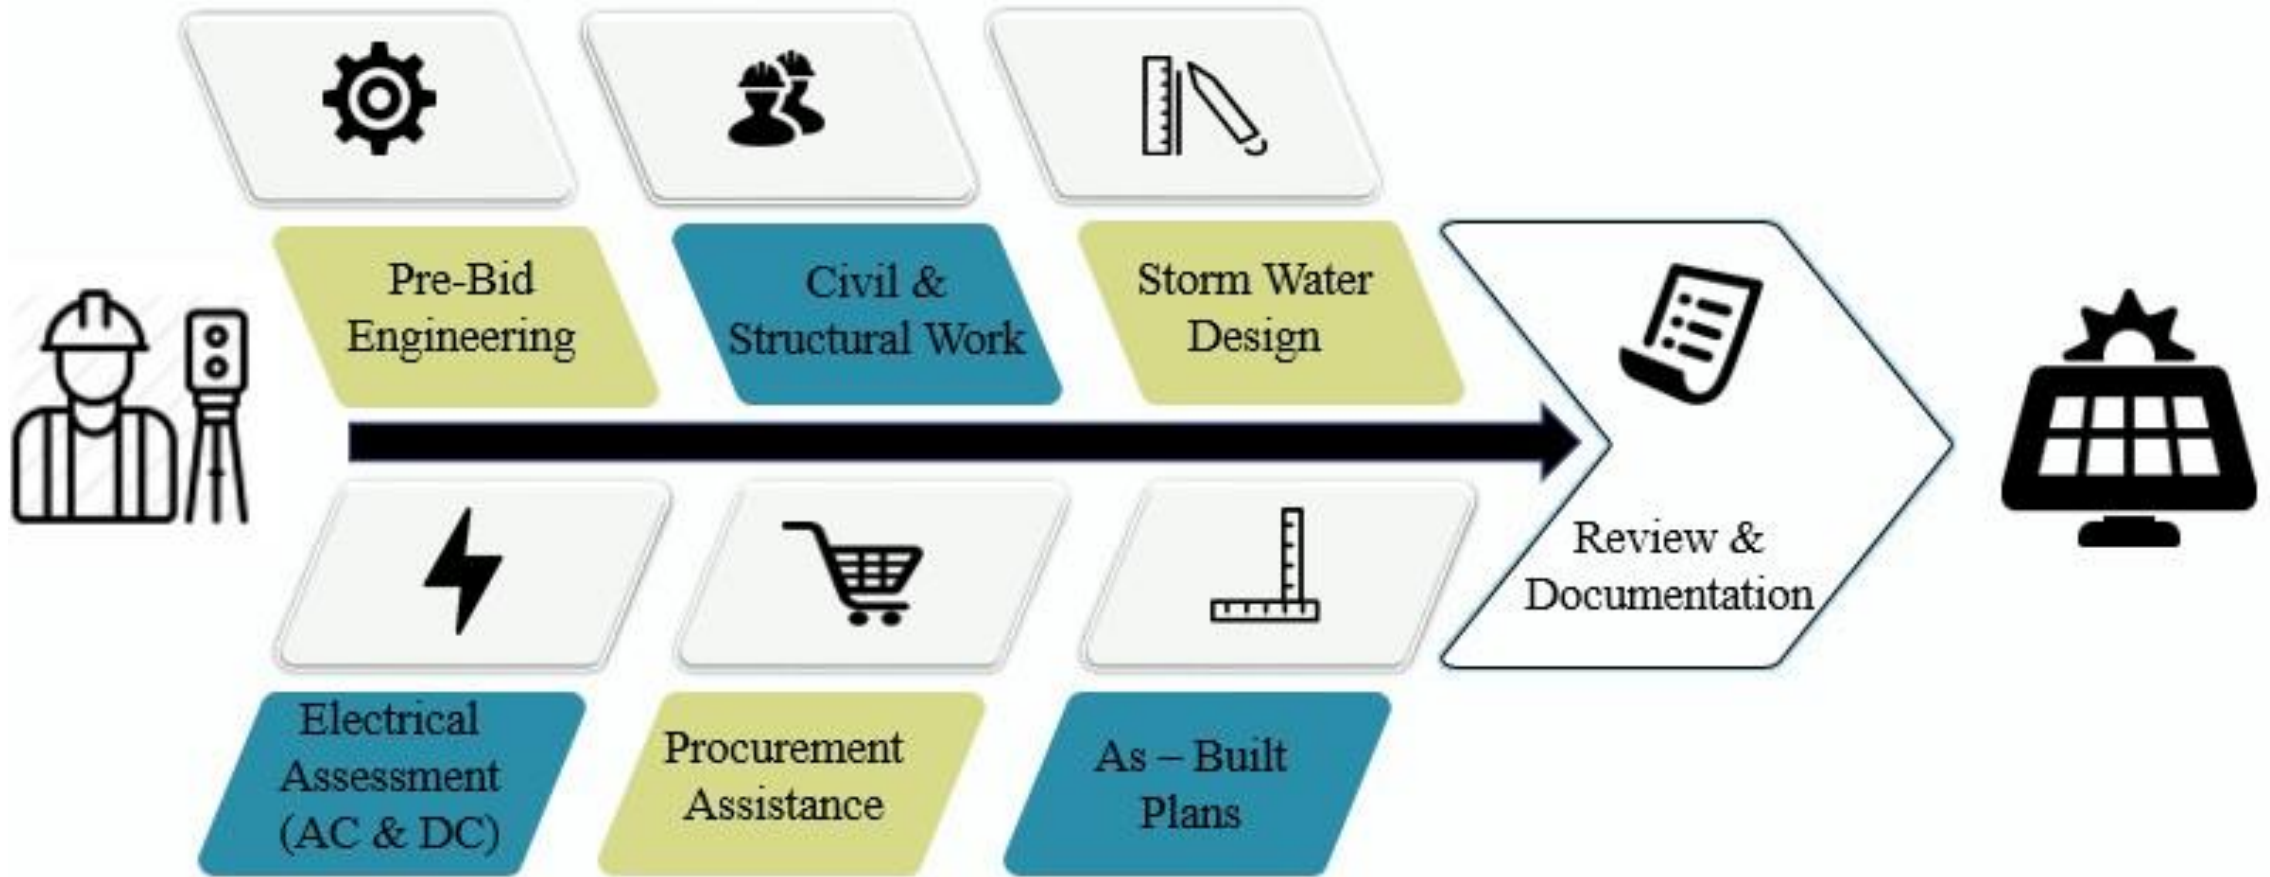 Pre-Bid
Engineering
Civil &
Structural Work
Storm Water
Design
Review &
Documentation
Electrical
Assessment
(AC & DC)
Procurement
Assistance
As – Built
Plans